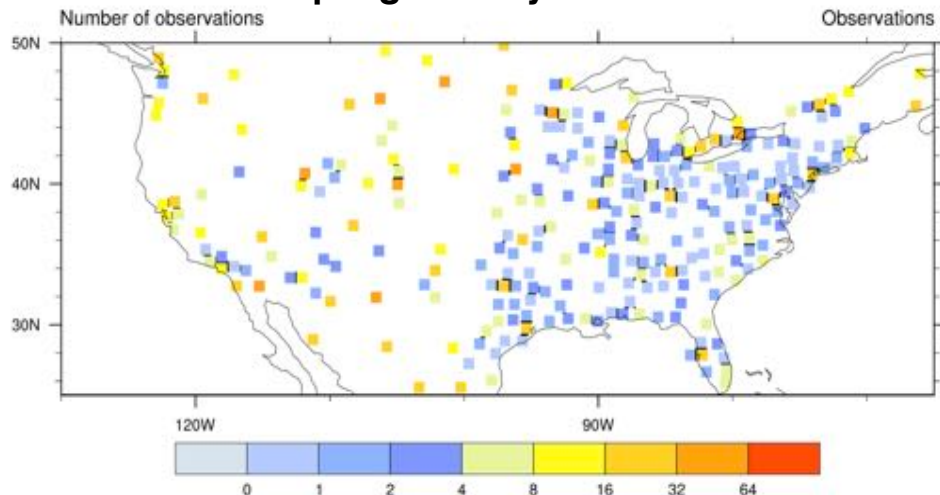 Number of observations
Observations
50N
40N
30N
120W
90W
0 1 2 4 8 16 32 64